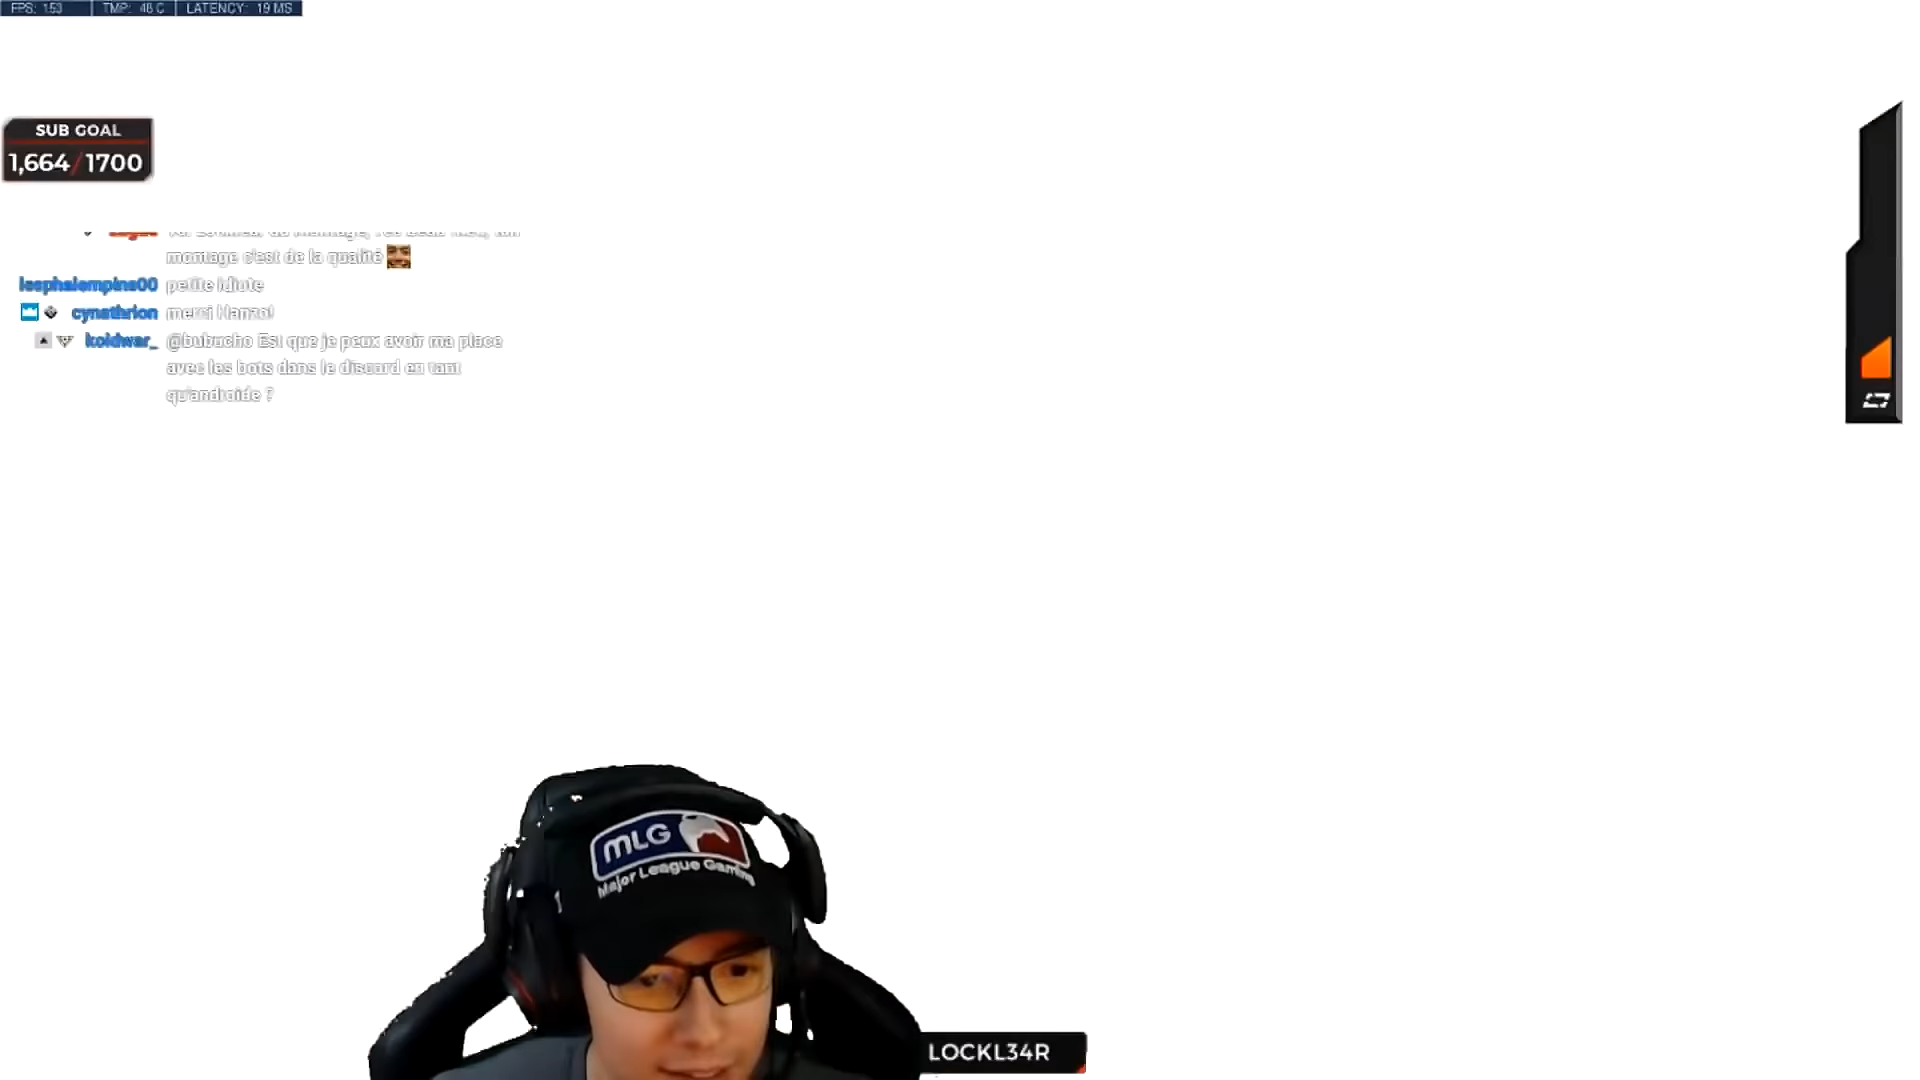 FPS: 153 TMP: 48 C LATENCY: 19 MS
SUB GOAL
1,664/1700
montage c'est de la qualité
petite idiote
cynathrion merci Hanzo!
koldwar_ @bubucho Est que je peux avoir ma place
avec les bots dans le discord en tant
qu'androide ?
MLG
Major League Gaming
LOCKL34R